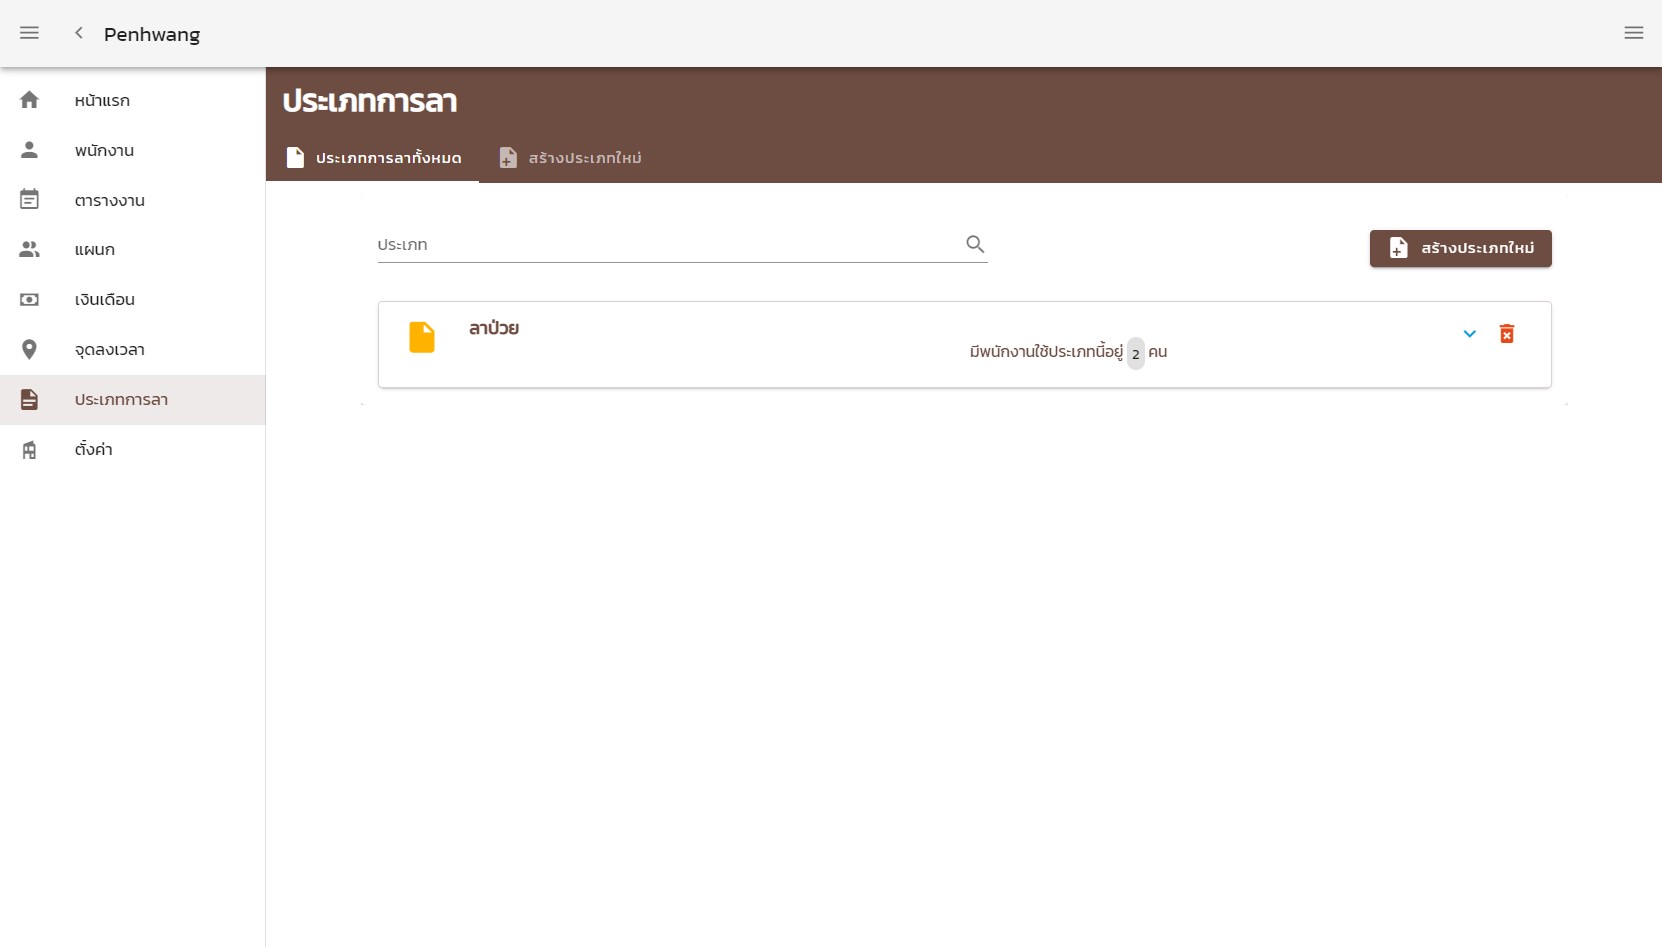 Penhwang
หน้าแรก
พนักงาน
ตารางงาน
แผนก
เงินเดือน
จุดลงเวลา
ประเภทการลา
ตั้งค่า
ประเภทการลา
ประเภทการลาทั้งหมด
สร้างประเภทใหม่
ประเภท
สร้างประเภทใหม่
ลาป่วย
มีพนักงานใช้ประเภทนี้อยู่ 2 คน